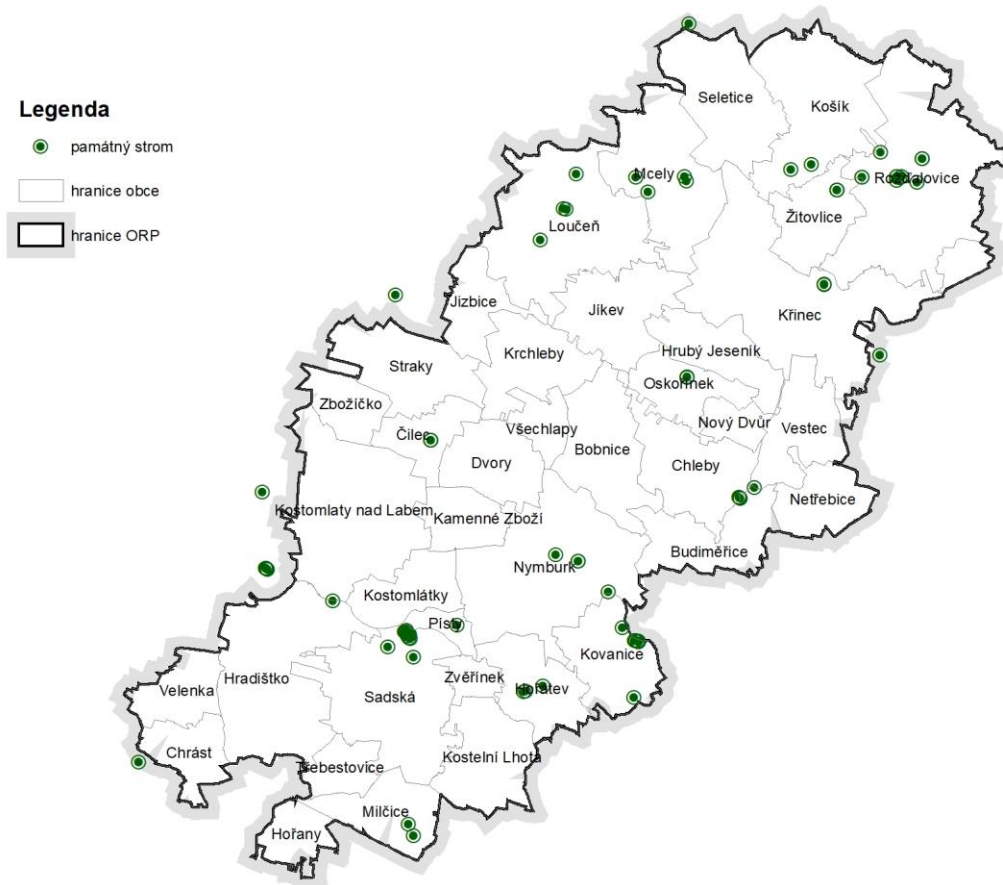 Legenda
památný strom
hranice obce
hranice ORP
Seletice
Košík
Mcely
Rožďalovice
Žitovlice
Loučeň
Jizbice
Jíkev
Křinec
Krchleby
Hrubý Jeseník
Straky
Oskořínek
Zbožíčko
Nový Dvůr
Vestec
Čilec
Všechlapy
Bobnice
Dvory
Chleby
Netřebice
Kostomlaty nad Labem
Kamenné Zboží
Budiměřice
Nymburk
Kostomlátky
Písty
Kovanice
Hradištko
Zvěřínek
Velenka
Sadská
Hořátev
Chrást
Kostelní Lhota
Třebestovice
Milčice
Hořany